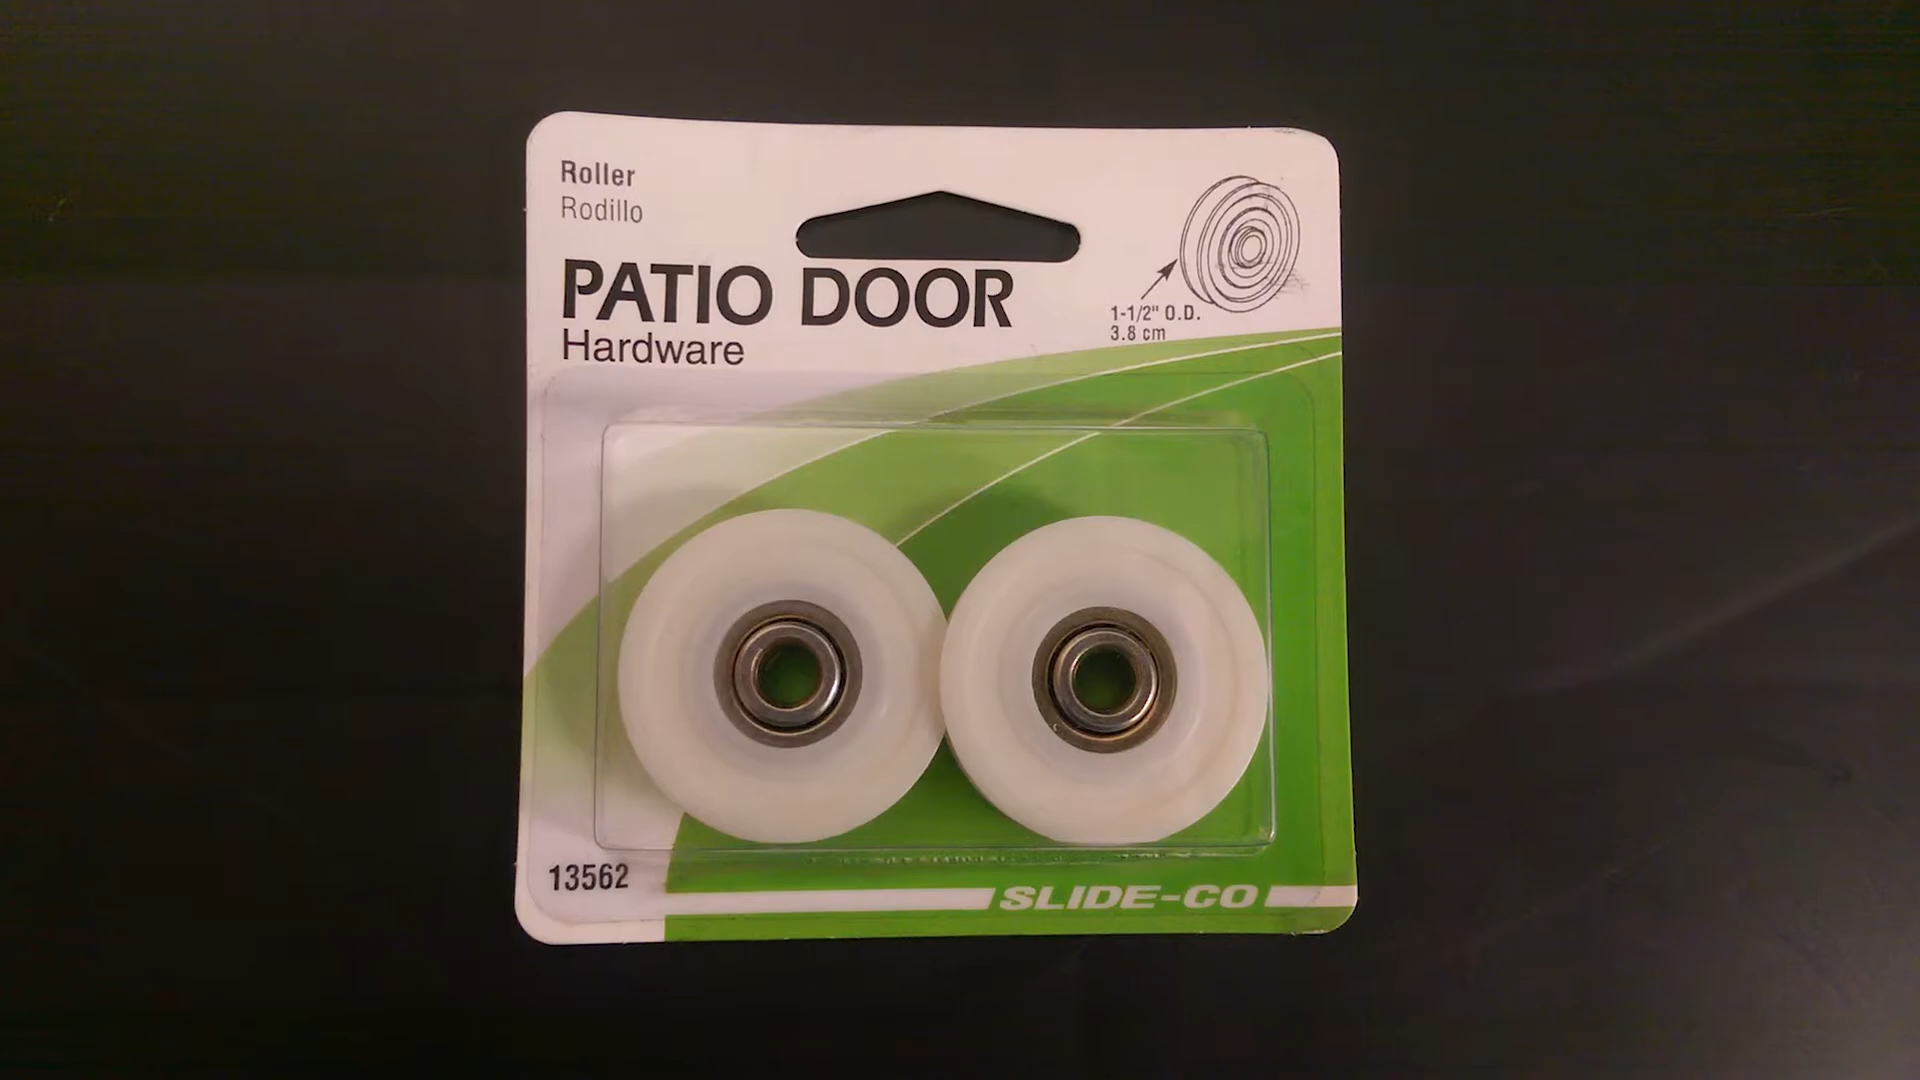 Roller
Rodillo
PATIO DOOR
Hardware
1-1/2" O.D.
3.8 cm
13562
SLIDE-CO